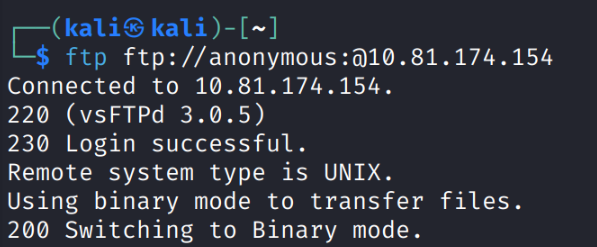 ┌──(kali㉿kali)-[~]
└─$ ftp ftp://anonymous:@10.81.174.154
Connected to 10.81.174.154.
220 (vsFTPd 3.0.5)
230 Login successful.
Remote system type is UNIX.
Using binary mode to transfer files.
200 Switching to Binary mode.